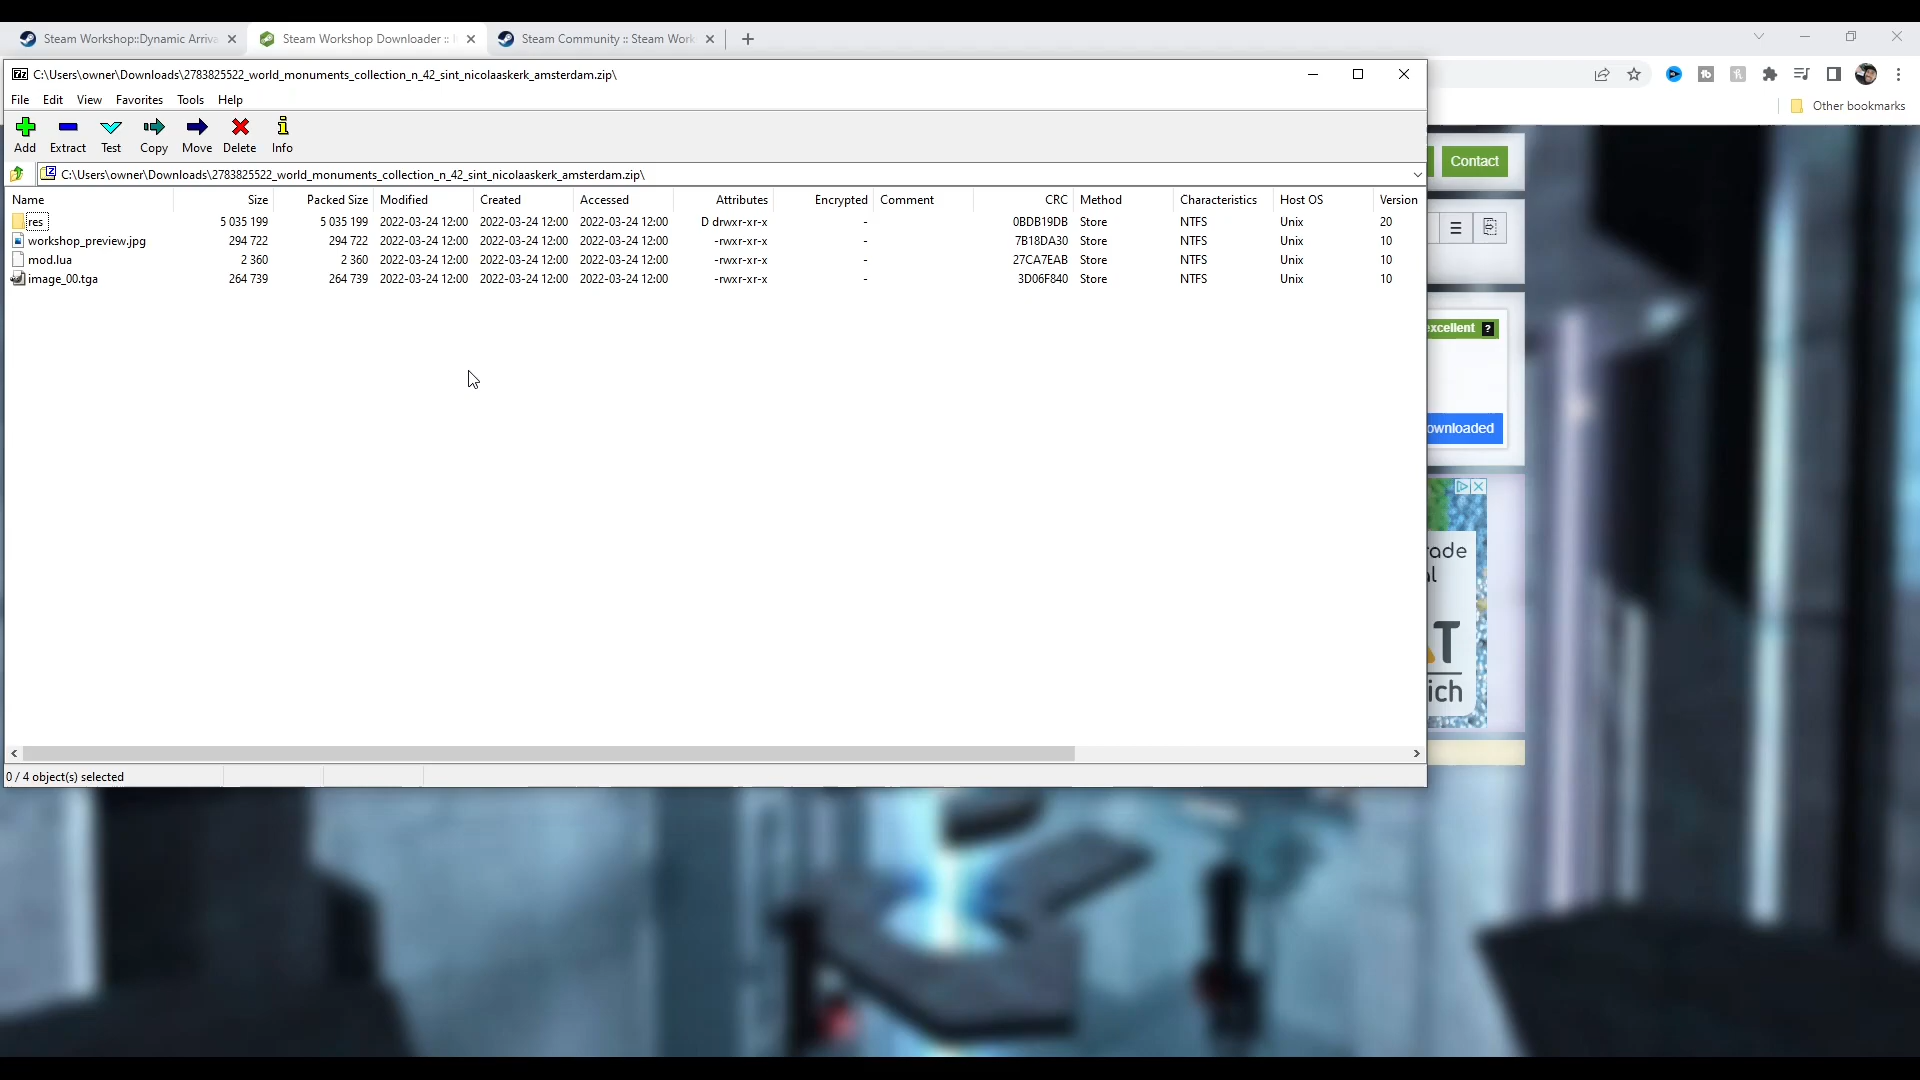 Steam Workshop::Dynamic Arriva
Steam Workshop Downloader ::
Steam Community :: Steam Work
C:\Users\owner\Downloads\2783825522_world_monuments_collection_n_42_sint_nicolaaskerk_amsterdam.zip\
File Edit View Favorites Tools Help
Other bookmarks
Add Extract Test Copy Move Delete Info
Contact
C:\Users\owner\Downloads\2783825522_world_monuments_collection_n_42_sint_nicolaaskerk_amsterdam.zip\
Name Size Packed Size Modified Created Accessed Attributes Encrypted Comment CRC Method Characteristics Host OS Version
res 5 035 199 5 035 199 2022-03-24 12:00 2022-03-24 12:00 2022-03-24 12:00 D drwxr-xr-x - 0BDB19DB Store NTFS Unix 20
workshop_preview.jpg 294 722 294 722 2022-03-24 12:00 2022-03-24 12:00 2022-03-24 12:00 -rwxr-xr-x - 7B18DA30 Store NTFS Unix 10
mod.lua 2 360 2 360 2022-03-24 12:00 2022-03-24 12:00 2022-03-24 12:00 -rwxr-xr-x - 27CA7EAB Store NTFS Unix 10
image_00.tga 264 739 264 739 2022-03-24 12:00 2022-03-24 12:00 2022-03-24 12:00 -rwxr-xr-x - 3D06F840 Store NTFS Unix 10
excellent ?
ownloaded
ade
al
AT
ich
0 / 4 object(s) selected